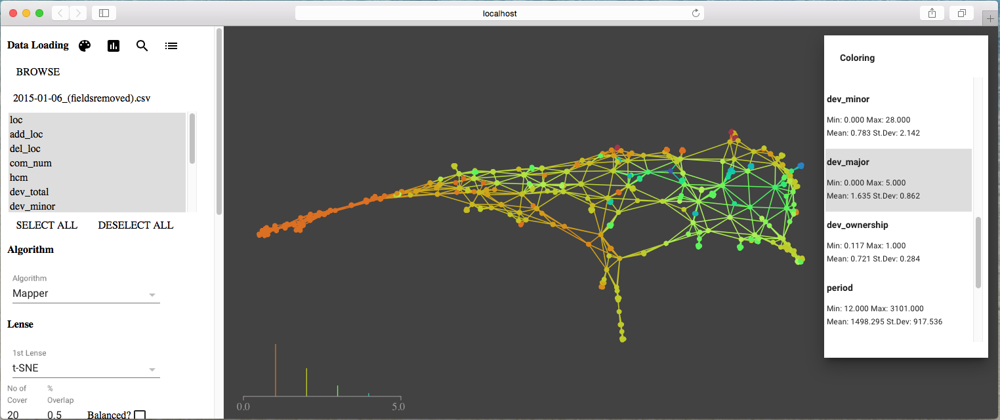 localhost
Data Loading
BROWSE
2015-01-06_(fieldsremoved).csv
loc
add_loc
del_loc
com_num
hcm
dev_total
dev_minor
SELECT ALL DESELECT ALL
Algorithm
Algorithm
Mapper
Lense
1st Lense
t-SNE
No of Cover
% Overlap
20 0.5 Balanced?
0.0 5.0
Coloring
dev_minor
Min: 0.000 Max: 28.000
Mean: 0.783 St.Dev: 2.142
dev_major
Min: 0.000 Max: 5.000
Mean: 1.635 St.Dev: 0.862
dev_ownership
Min: 0.117 Max: 1.000
Mean: 0.721 St.Dev: 0.284
period
Min: 12.000 Max: 3101.000
Mean: 1498.295 St.Dev: 917.536